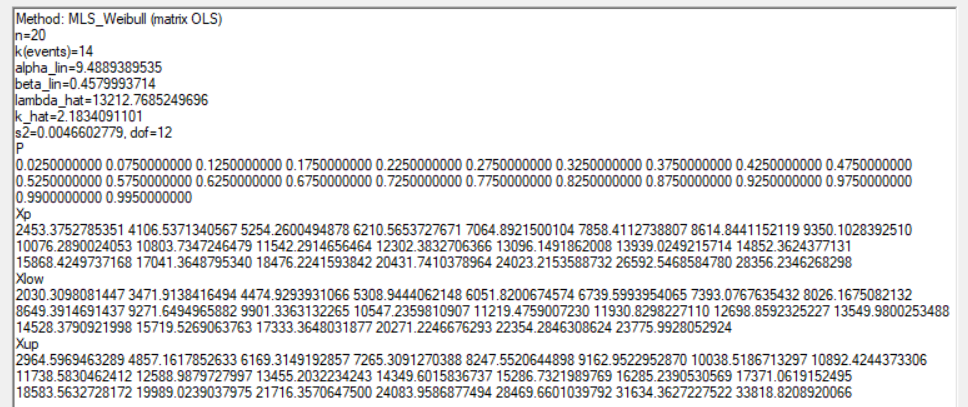 Method: MLS_Weibull (matrix OLS)
n=20
k(events)=14
alpha_lin=9.4889389535
beta_lin=0.4579993714
lambda_hat=13212.7685249696
k_hat=2.1834091101
s2=0.0046602779, dof=12
P
0.0250000000 0.0750000000 0.1250000000 0.1750000000 0.2250000000 0.2750000000 0.3250000000 0.3750000000 0.4250000000 0.4750000000
0.5250000000 0.5750000000 0.6250000000 0.6750000000 0.7250000000 0.7750000000 0.8250000000 0.8750000000 0.9250000000 0.9750000000
0.9900000000 0.9950000000
Xp
2453.3752785351 4106.5371340567 5254.2600494878 6210.5653727671 7064.8921500104 7858.4112738807 8614.8441152119 9350.1028392510
10076.2890024053 10803.7347246479 11542.2914656464 12302.3832706366 13096.1491862008 13939.0249215714 14852.3624377131
15868.4249737168 17041.3648795340 18476.2241593842 20431.7410378964 24023.2153588732 26592.5468584780 28356.2346268298
Xlow
2030.3098081447 3471.9138416494 4474.9293931066 5308.9444062148 6051.8200674574 6739.5993954065 7393.0767635432 8026.1675082132
8649.3914691437 9271.6494965882 9901.3363132265 10547.2359810907 11219.4759007230 11930.8298227110 12698.8592325227 13549.9800253488
14528.3790921998 15719.5269063763 17333.3648031877 20271.2246676293 22354.2846308624 23775.9928052924
Xup
2964.5969463289 4857.1617852633 6169.3149192857 7265.3091270388 8247.5520644898 9162.9522952870 10038.5186713297 10892.4244373306
11738.5830462412 12588.9879727997 13455.2032234243 14349.6015836737 15286.7321989769 16285.2390530569 17371.0619152495
18583.5632728172 19989.0239037975 21716.3570647500 24083.9586877494 28469.6601039792 31634.3627227522 33818.8208920066